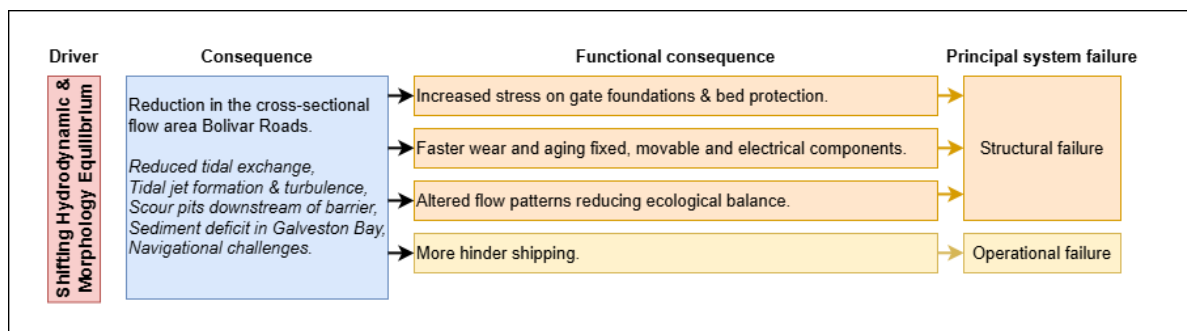 Driver
Consequence
Functional consequence
Principal system failure
Shifting Hydrodynamic &
Morphology Equilibrium
Reduction in the cross-sectional
flow area Bolivar Roads.
Reduced tidal exchange,
Tidal jet formation & turbulence,
Scour pits downstream of barrier,
Sediment deficit in Galveston Bay,
Navigational challenges.
Increased stress on gate foundations & bed protection.
Faster wear and aging fixed, movable and electrical components.
Altered flow patterns reducing ecological balance.
More hinder shipping.
Structural failure
Operational failure